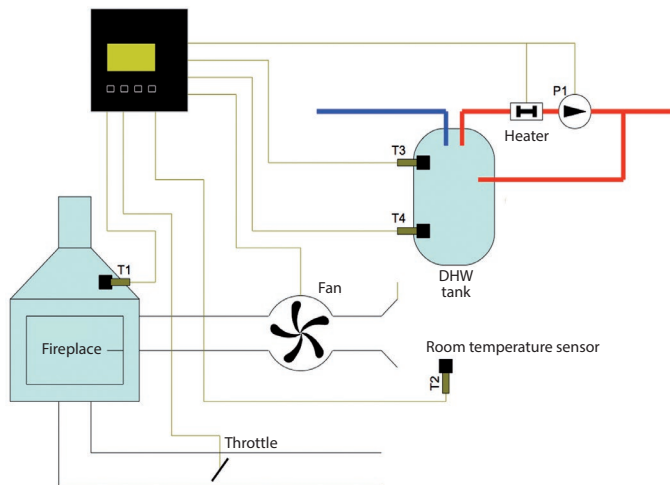 P1
Heater
T3
T4
DHW
tank
T1
Fan
Fireplace
Room temperature sensor
T2
Throttle